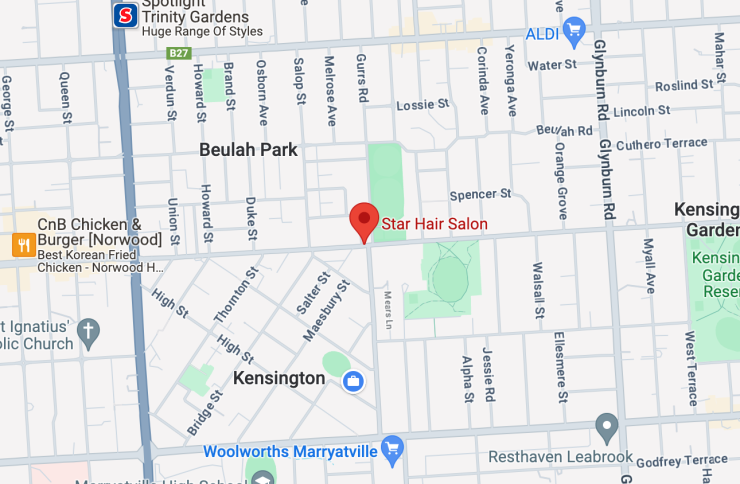 Spotlight
Trinity Gardens
Huge Range Of Styles
S
ALDI
B27
Glynburn Rd
Mahar St
George St
Queen St
Verdun St
Howard St
Brand St
Osborn Ave
Salop St
Melrose Ave
Gurrs Rd
Corinda Ave
Yeronga Ave
Water St
Roslind St
Lossie St
Lincoln St
Beulah Rd
Cuthero Terrace
Beulah Park
Orange Grove
Glynburn Rd
Spencer St
Union St
Howard St
Duke St
Star Hair Salon
Kensing
Garden
CnB Chicken &
Burger [Norwood]
Best Korean Fried
Chicken - Norwood H...
Kensin
Garde
Reser
Myall Ave
Walsall St
Thornton St
Salter St
Maesbury St
Mears Ln
High St
High St
t Ignatius'
olic Church
Kensington
Bridge St
Alpha St
Jessie Rd
Ellesmere St
West Terrace
Woolworths Marryatville
Resthaven Leabrook
Godfrey Terrace
Marryatville High School
G
Ha